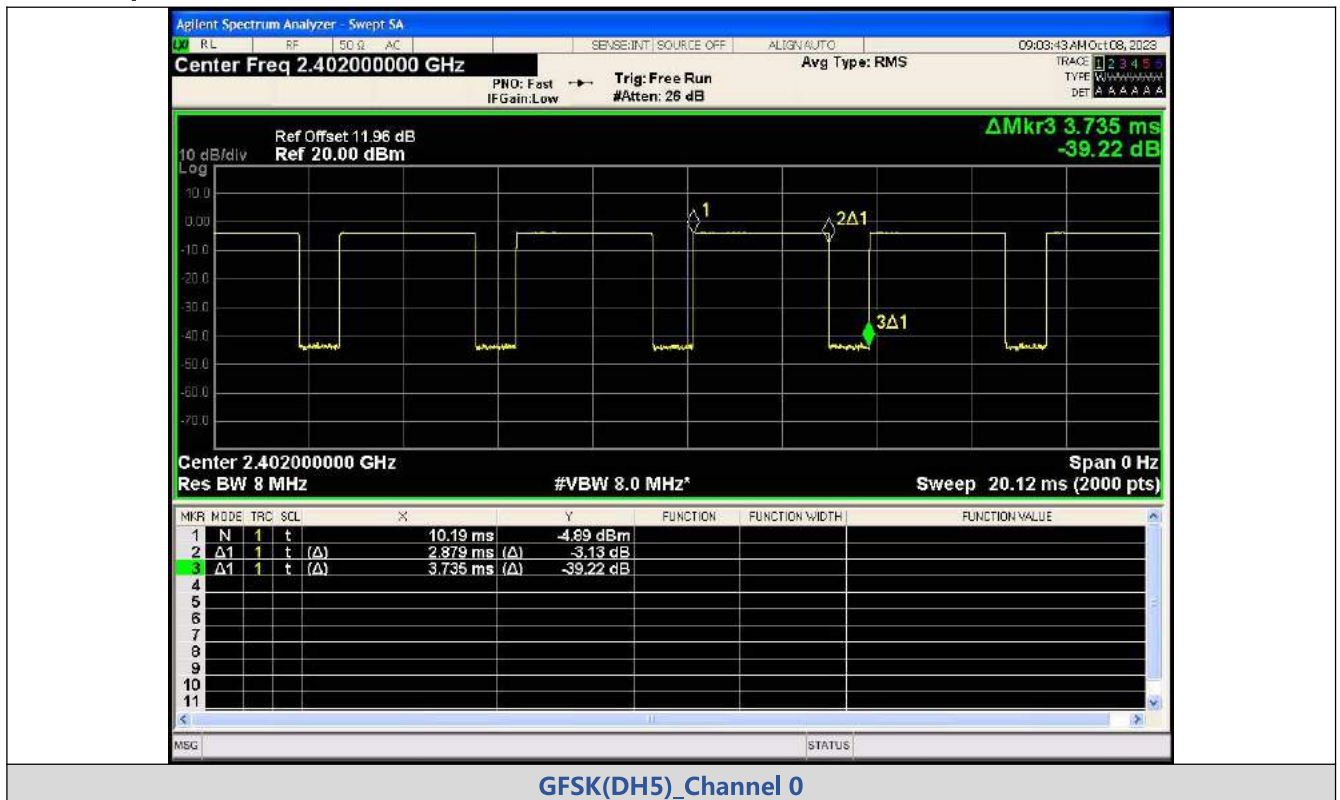 Agilent Spectrum Analyzer - Swept SA
LXI RL RF 50 Ω AC SENSE:INT SOURCE OFF ALIGN AUTO 09:03:43 AM Oct 08, 2023
Center Freq 2.402000000 GHz
PNO: Fast
IFGain:Low
Trig: Free Run
#Atten: 26 dB
Avg Type: RMS
TRACE 1 2 3 4 5 6
TYPE
DET A A A A A A
ΔMkr3 3.735 ms
-39.22 dB
Ref Offset 11.96 dB
10 dB/div Ref 20.00 dBm
Log
10.0
0.00
-10.0
-20.0
-30.0
-40.0
-50.0
-60.0
-70.0
1
2Δ1
3Δ1
Center 2.402000000 GHz Span 0 Hz
Res BW 8 MHz #VBW 8.0 MHz* Sweep 20.12 ms (2000 pts)
MKR MODE TRC SCL X Y FUNCTION FUNCTION WIDTH FUNCTION VALUE
1 N 1 t 10.19 ms -4.89 dBm
2 Δ1 1 t (Δ) 2.879 ms (Δ) -3.13 dB
3 Δ1 1 t (Δ) 3.735 ms (Δ) -39.22 dB
4
5
6
7
8
9
10
11
MSG STATUS
GFSK(DH5)_Channel 0